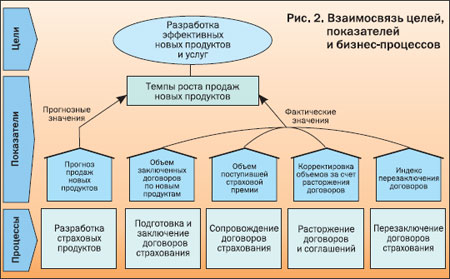 Рис. 2. Взаимосвязь целей,
показателей
и бизнес-процессов
Цели
Разработка
эффективных
новых продуктов
и услуг
Показатели
Темпы роста продаж
новых продуктов
Прогнозные
значения
Фактические
значения
Прогноз
продаж
новых
продуктов
Объем
заключенных
договоров
по новым
продуктам
Объем
поступившей
страховой
премии
Корректировка
объемов за счет
расторжения
договоров
Индекс
перезаключения
договоров
Процессы
Разработка
страховых
продуктов
Подготовка и
заключение
договоров
страхования
Сопровождение
договоров
страхования
Расторжение
договоров и
соглашений
Перезаключение
договоров
страхования